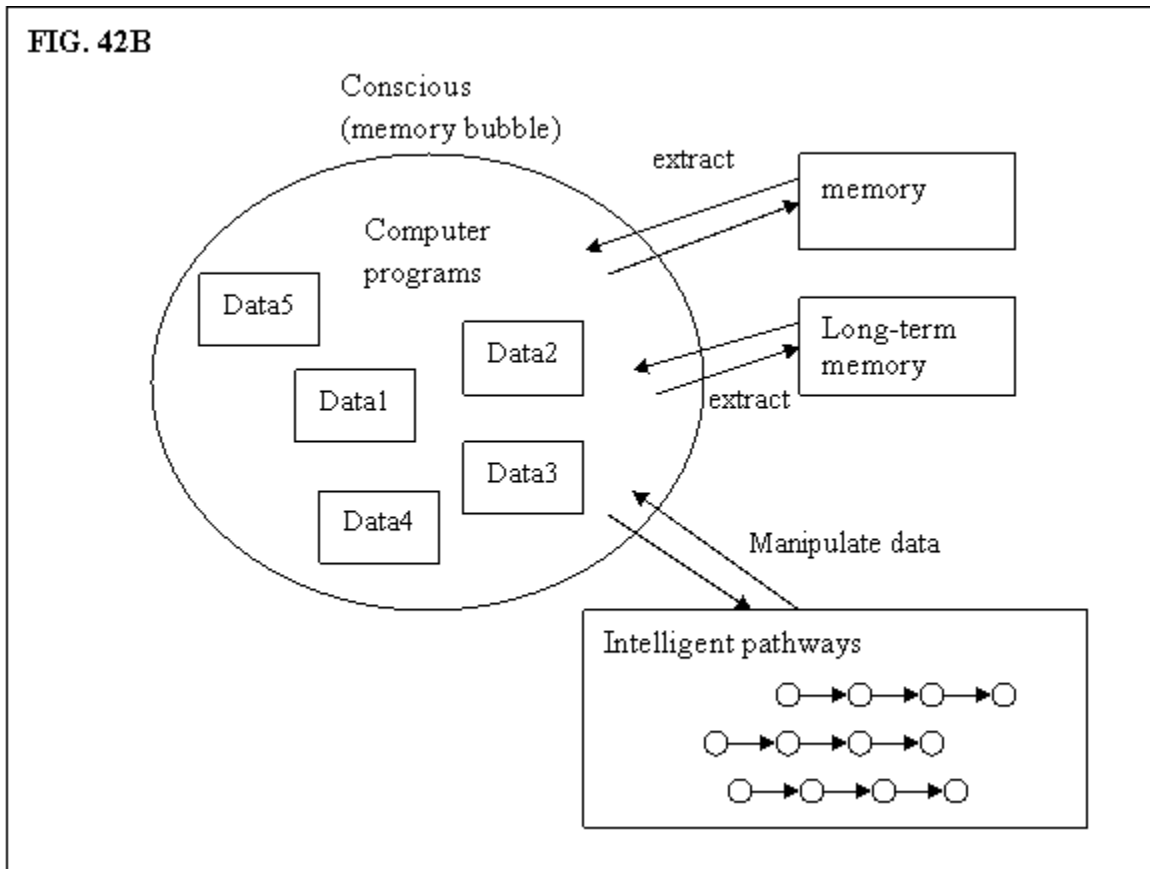 FIG. 42B
Conscious
(memory bubble)
extract
memory
Computer
programs
Data5
Data2
Long-term
memory
Data1
extract
Data3
Data4
Manipulate data
Intelligent pathways